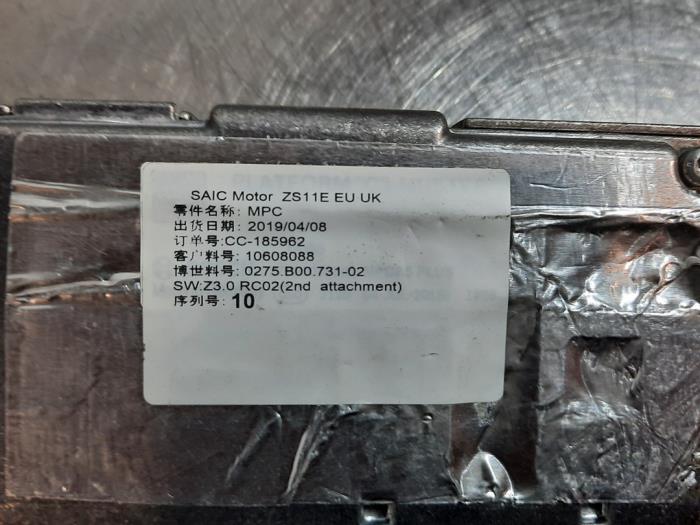 SAIC Motor ZS11E EU UK
零件名称: MPC
出货日期: 2019/04/08
订单号:CC-185962
客户料号: 10608088
博世料号: 0275.B00.731-02
SW:Z3.0 RC02(2nd attachment)
序列号: 10